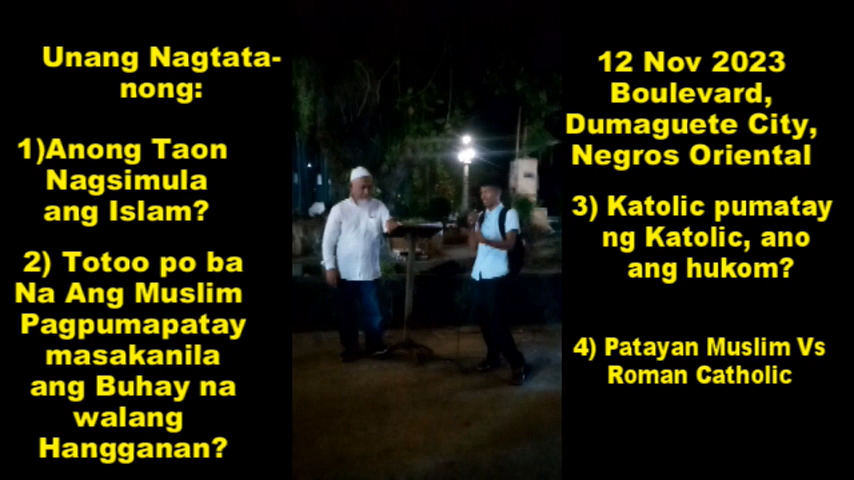 Unang Nagtata-
nong:
1)Anong Taon
Nagsimula
ang Islam?
2) Totoo po ba
Na Ang Muslim
Pagpumapatay
masakanila
ang Buhay na
walang
Hangganan?
12 Nov 2023
Boulevard,
Dumaguete City,
Negros Oriental
3) Katolic pumatay
ng Katolic, ano
ang hukom?
4) Patayan Muslim Vs
Roman Catholic